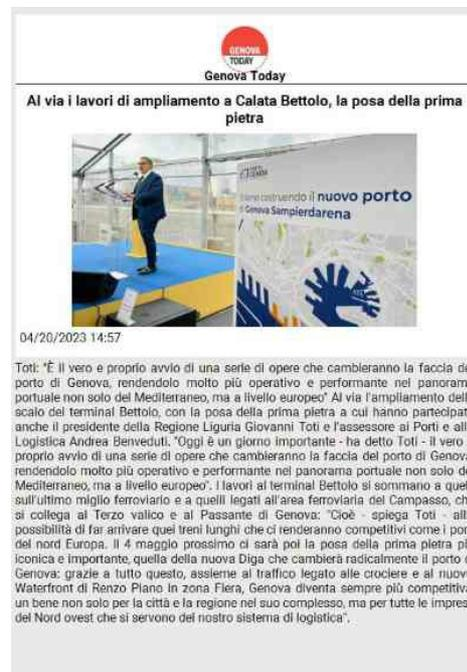 GENOVA
TODAY
Genova Today
Al via i lavori di ampliamento a Calata Bettolo, la posa della prima
pietra
costruendo il nuovo porto
di Genova Sampierdarena
04/20/2023 14:57
Toti: "È il vero e proprio avvio di una serie di opere che cambieranno la faccia de
porto di Genova, rendendolo molto più operativo e performante nel panoram
portuale non solo del Mediterraneo, ma a livello europeo" Al via l'ampliamento dell
scalo del terminal Bettolo, con la posa della prima pietra a cui hanno partecipat
anche il presidente della Regione Liguria Giovanni Toti e l'assessore ai Porti e all
Logistica Andrea Benveduti. "Oggi è un giorno importante - ha detto Toti - il vero
proprio avvio di una serie di opere che cambieranno la faccia del porto di Genova
rendendolo molto più operativo e performante nel panorama portuale non solo de
Mediterraneo, ma a livello europeo". I lavori al terminal Bettolo si sommano a quel
sull'ultimo miglio ferroviario e a quelli legati all'area ferroviaria del Campasso, ch
si collega al Terzo valico e al Passante di Genova: "Cioè - spiega Toti - all
possibilità di far arrivare quei treni lunghi che ci renderanno competitivi come i por
del nord Europa. Il 4 maggio prossimo ci sarà poi la posa della prima pietra pi
iconica e importante, quella della nuova Diga che cambierà radicalmente il porto
Genova: grazie a tutto questo, assieme al traffico legato alle crociere e al nuov
Waterfront di Renzo Piano in zona Fiera, Genova diventa sempre più competitiva
un bene non solo per la città e la regione nel suo complesso, ma per tutte le impres
del Nord ovest che si servono del nostro sistema di logistica".